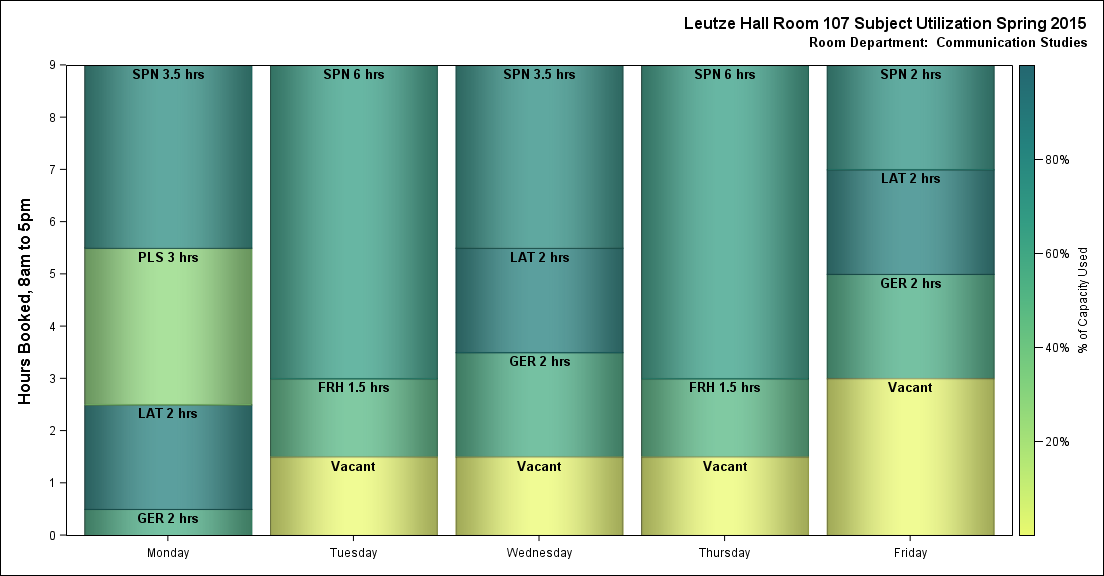 Leutze Hall Room 107 Subject Utilization Spring 2015
Room Department:  Communication Studies
Hours Booked, 8am to 5pm
9
8
7
6
5
4
3
2
1
0
SPN 3.5 hrs
PLS 3 hrs
LAT 2 hrs
GER 2 hrs
Monday
SPN 6 hrs
FRH 1.5 hrs
Vacant
Tuesday
SPN 3.5 hrs
LAT 2 hrs
GER 2 hrs
Vacant
Wednesday
SPN 6 hrs
FRH 1.5 hrs
Vacant
Thursday
SPN 2 hrs
LAT 2 hrs
GER 2 hrs
Vacant
Friday
80%
60%
40%
20%
% of Capacity Used